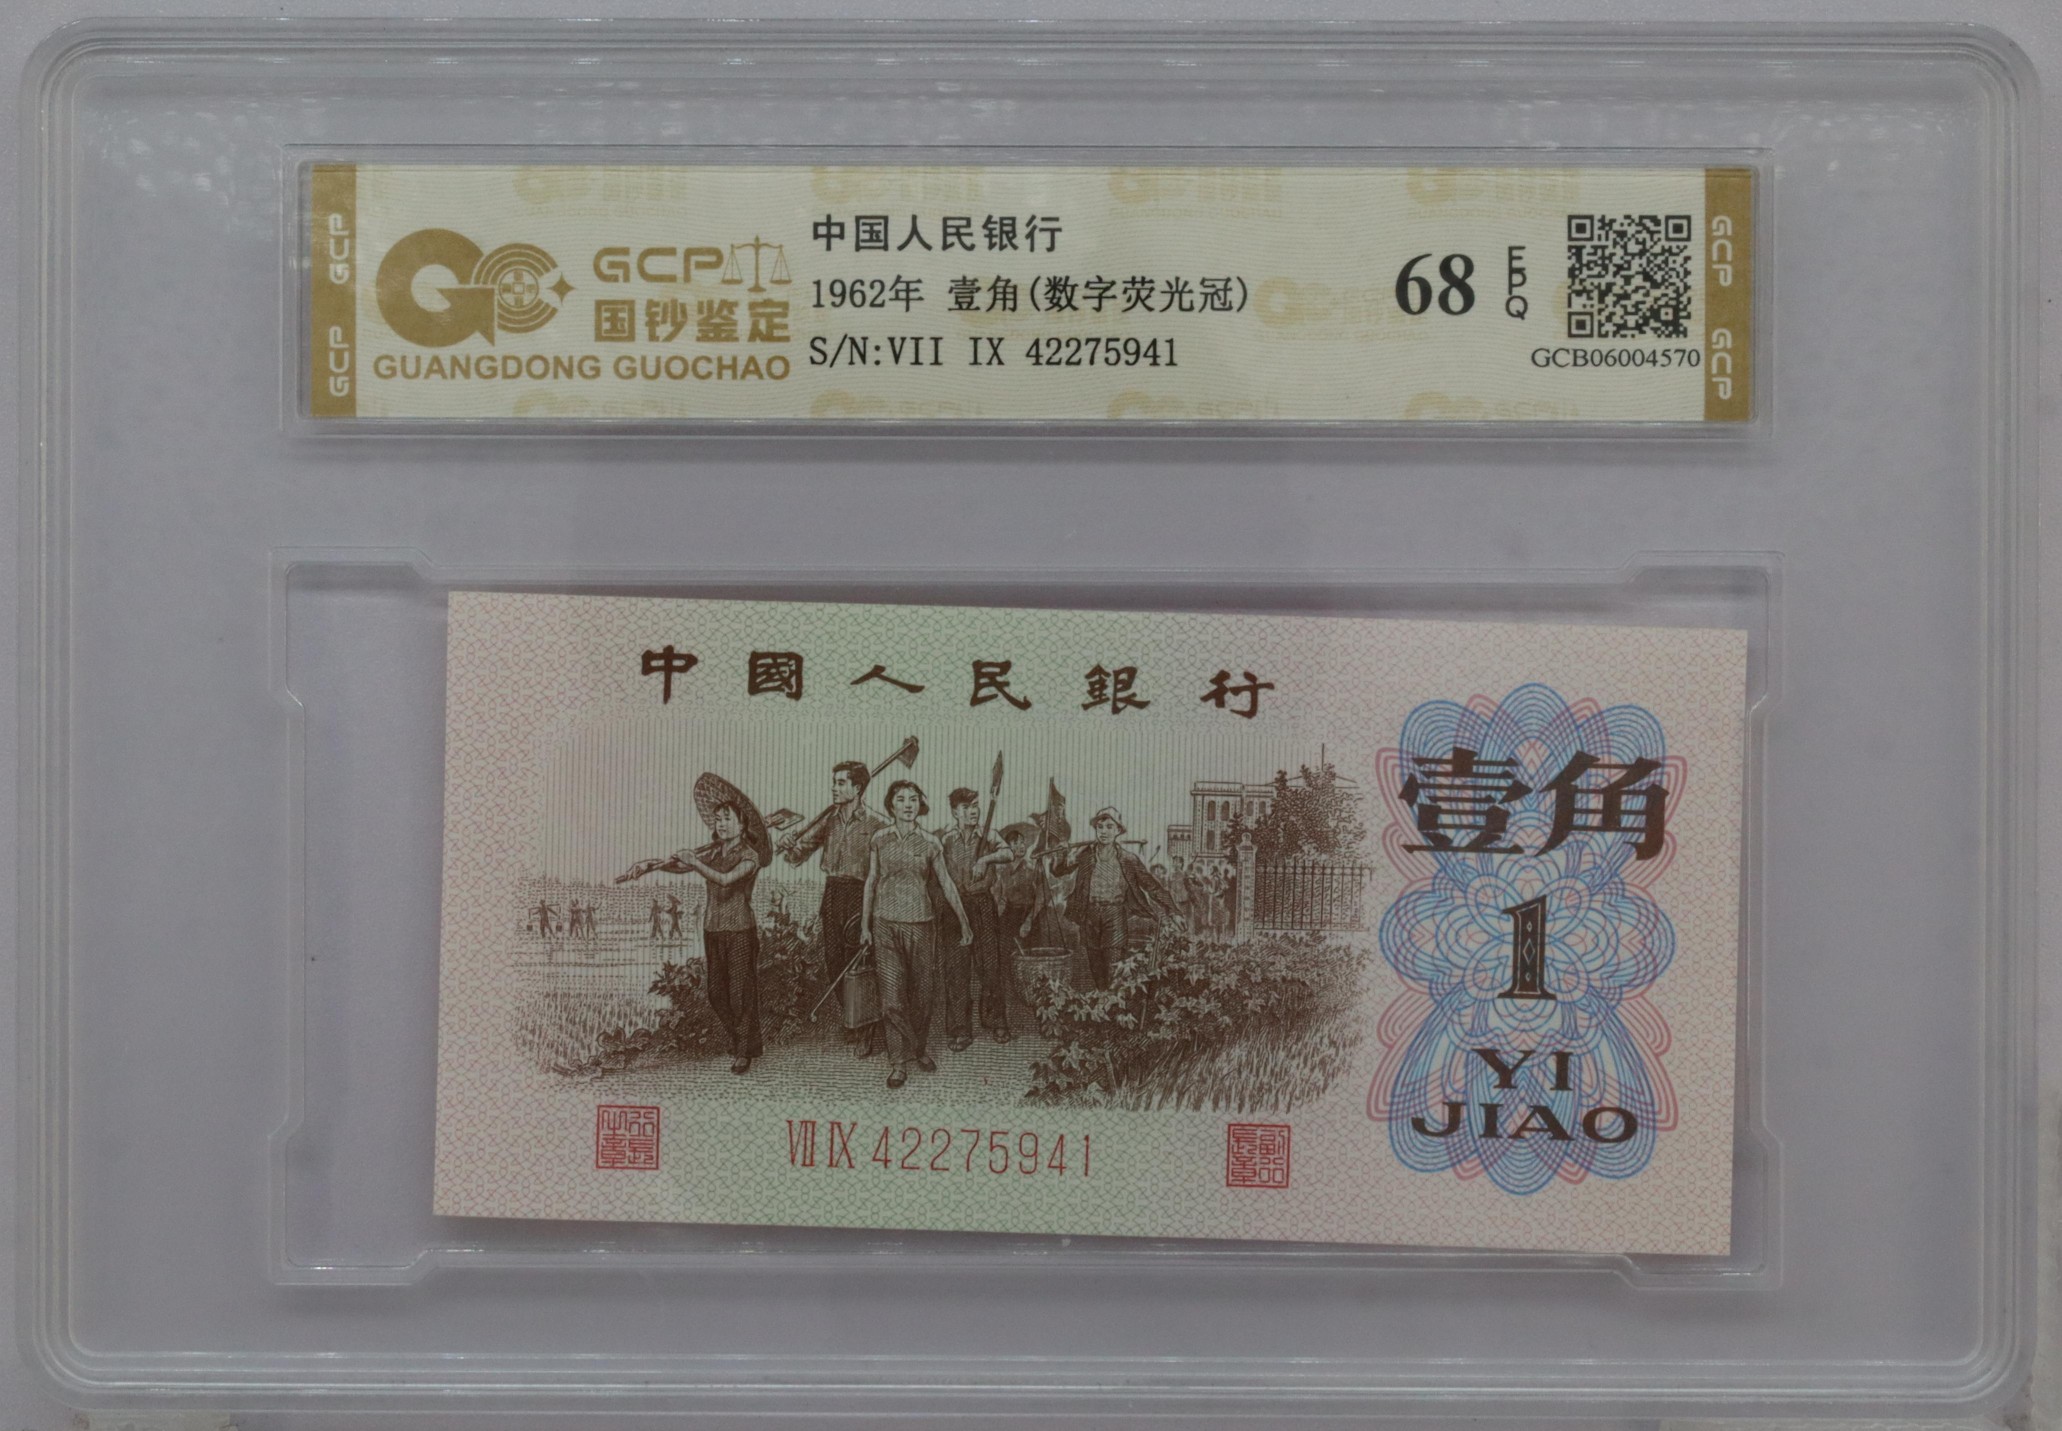 GCP GCP
GCP
国钞鉴定
GUANGDONG GUOCHAO
中国人民银行
1962年 壹角(数字荧光冠)
S/N:VII IX 42275941
68 EPQ
GCB06004570
GCP GCP
中國人民銀行
壹角
1
YI
JIAO
VII IX 42275941